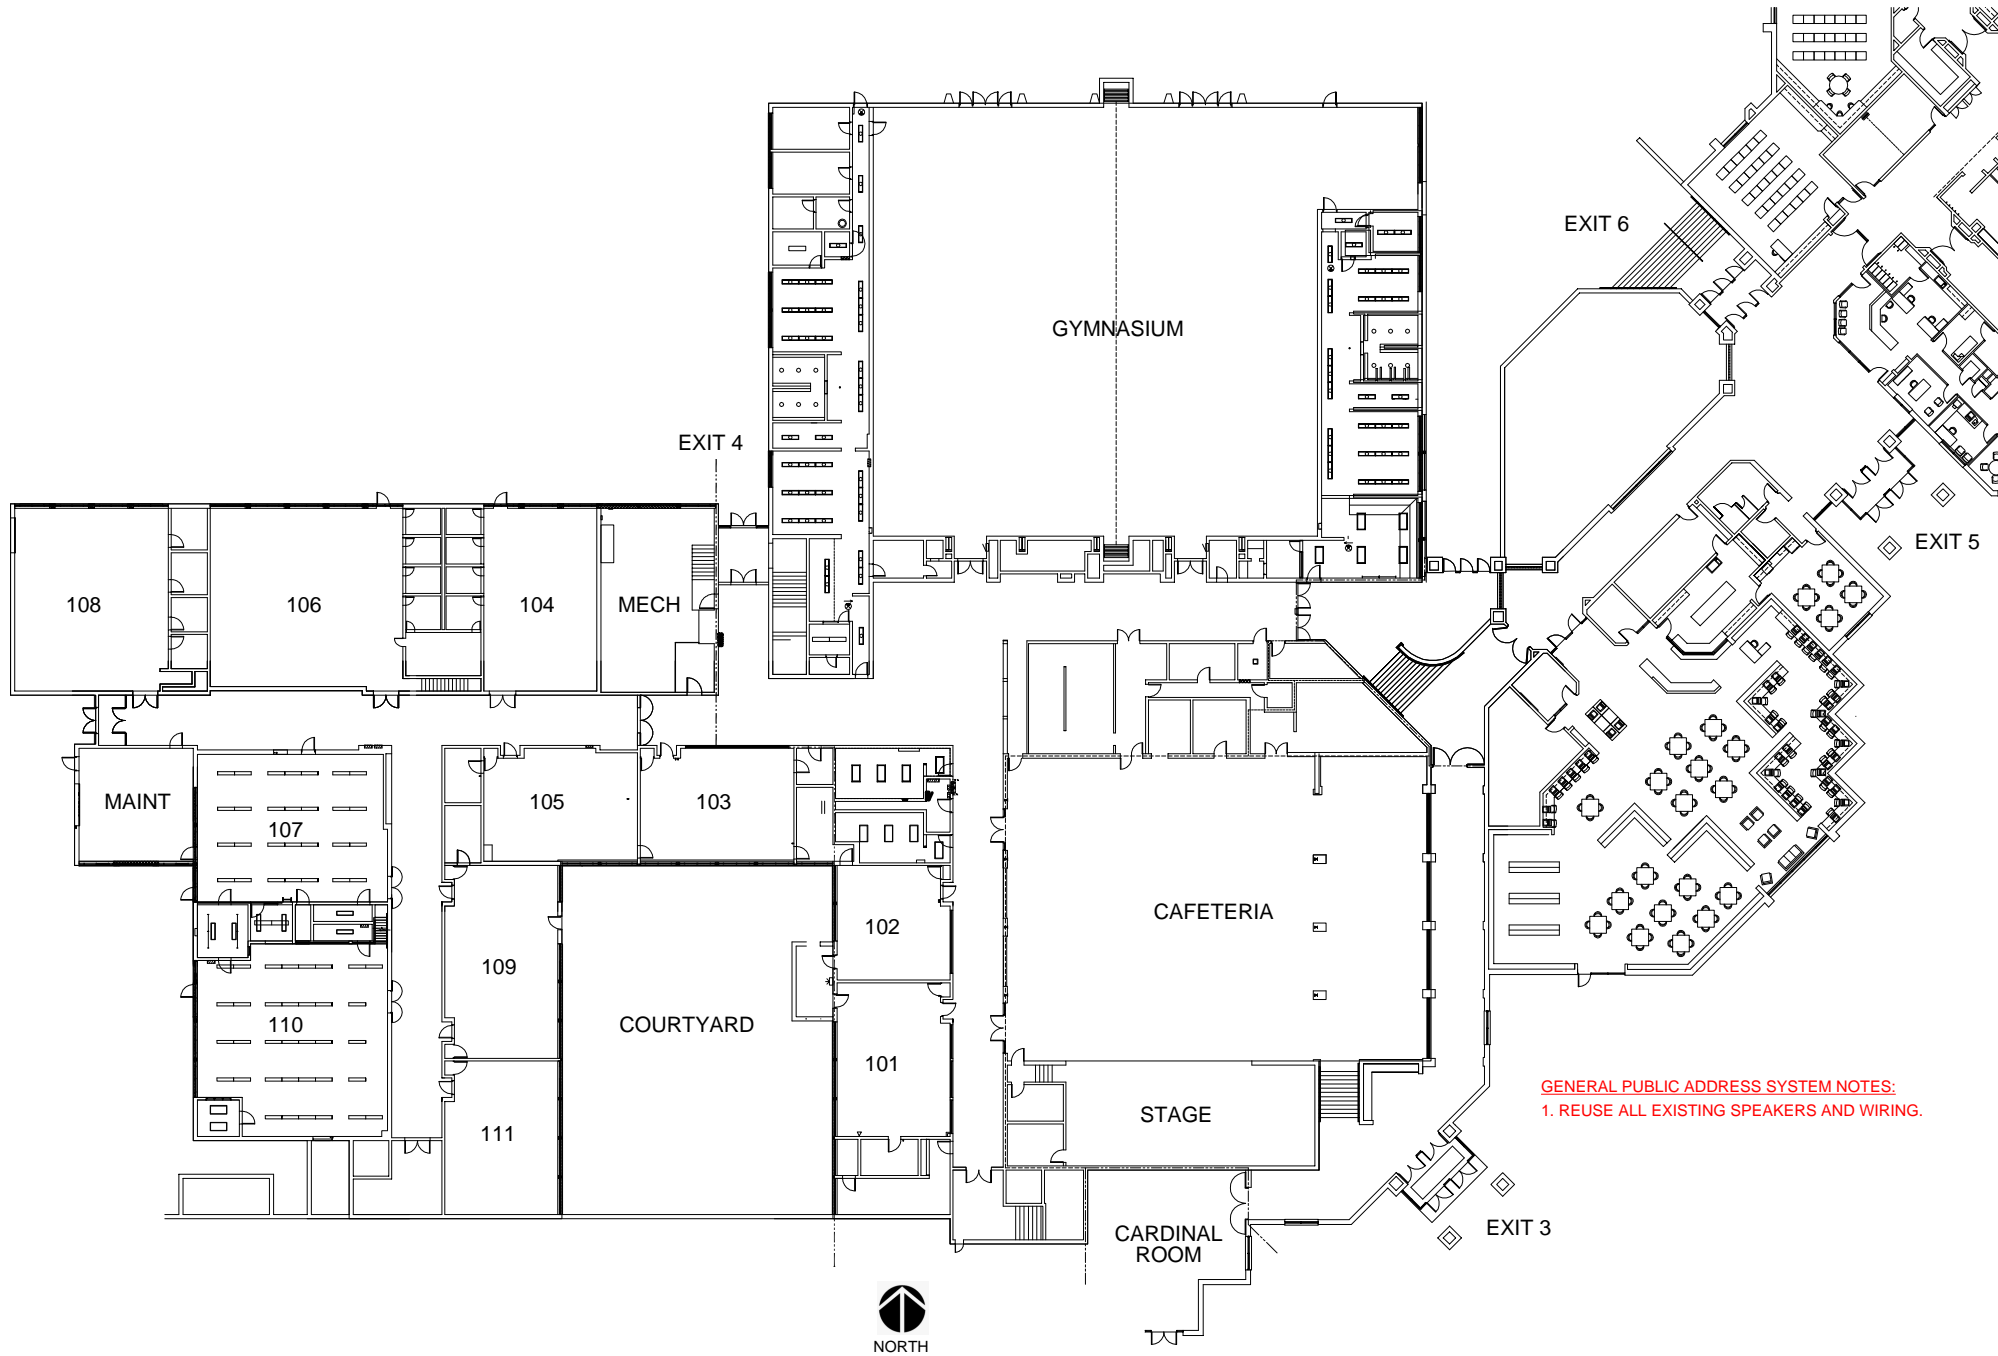 EXIT 6
GYMNASIUM
EXIT 4
EXIT 5
108
106
104
MECH
MAINT
107
105
103
102
CAFETERIA
109
110
COURTYARD
101
111
STAGE
GENERAL PUBLIC ADDRESS SYSTEM NOTES:
1. REUSE ALL EXISTING SPEAKERS AND WIRING.
CARDINAL
ROOM
EXIT 3
NORTH